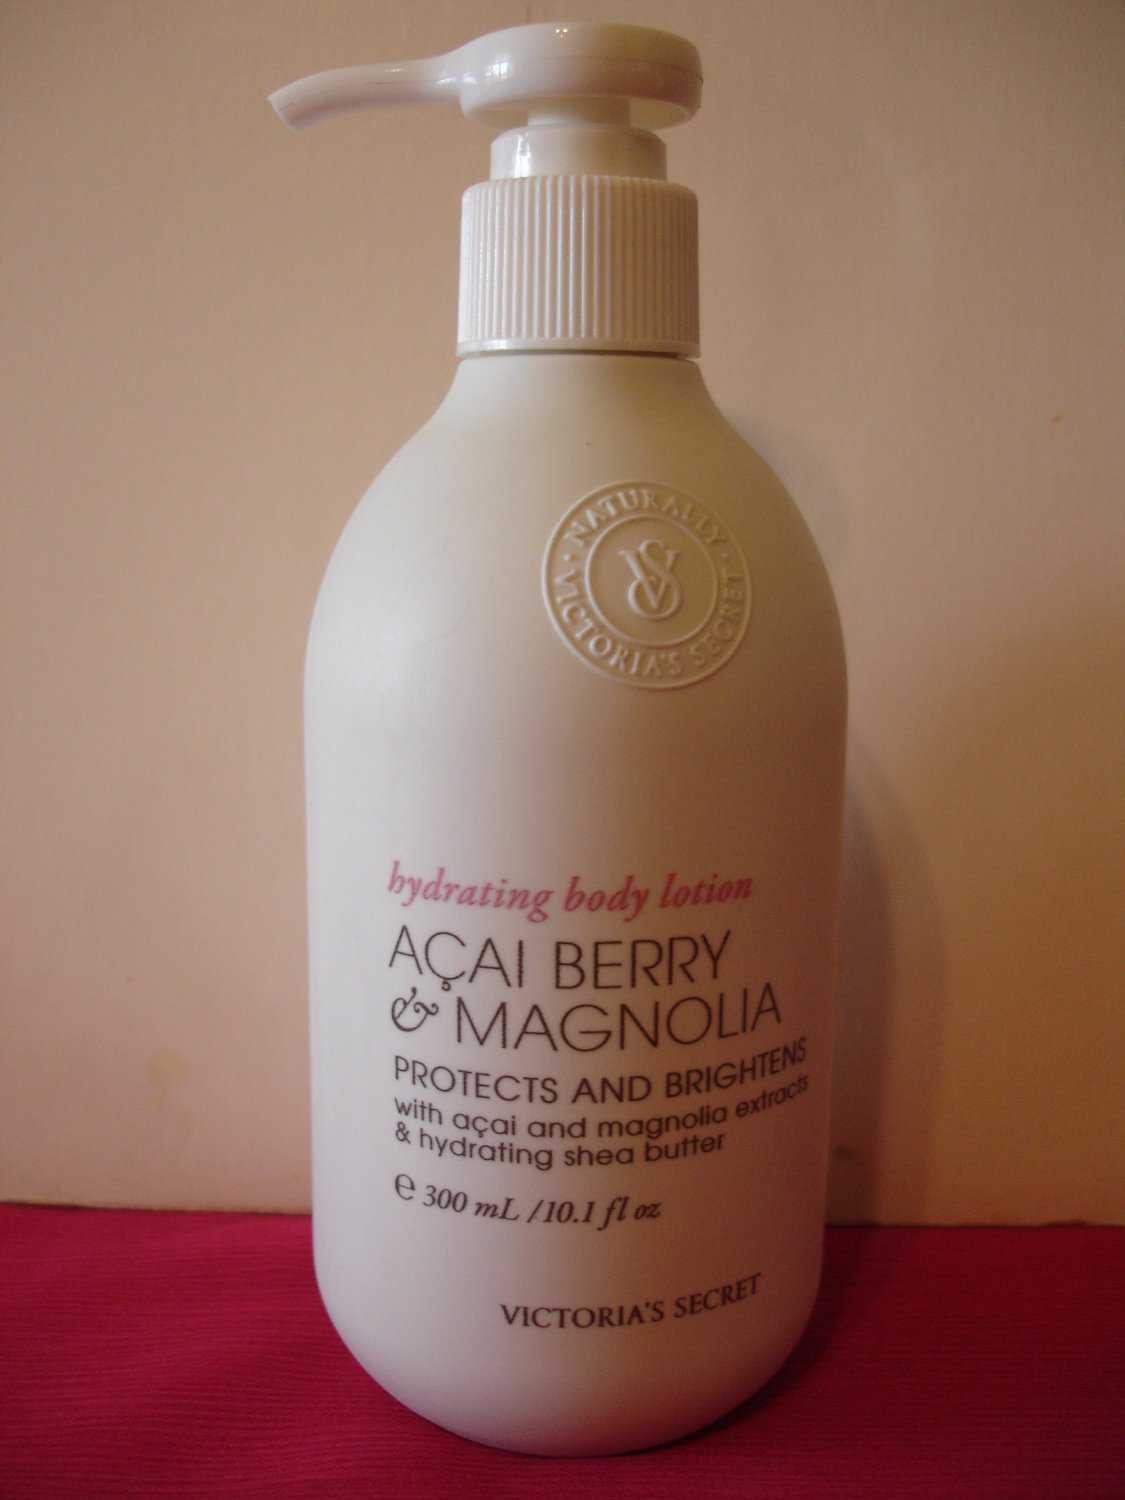 · NATURALLY ·
VICTORIA'S SECRET
VS
hydrating body lotion
AÇAI BERRY
& MAGNOLIA
PROTECTS AND BRIGHTENS
with açai and magnolia extracts
& hydrating shea butter
℮ 300 mL /10.1 fl oz
VICTORIA'S SECRET